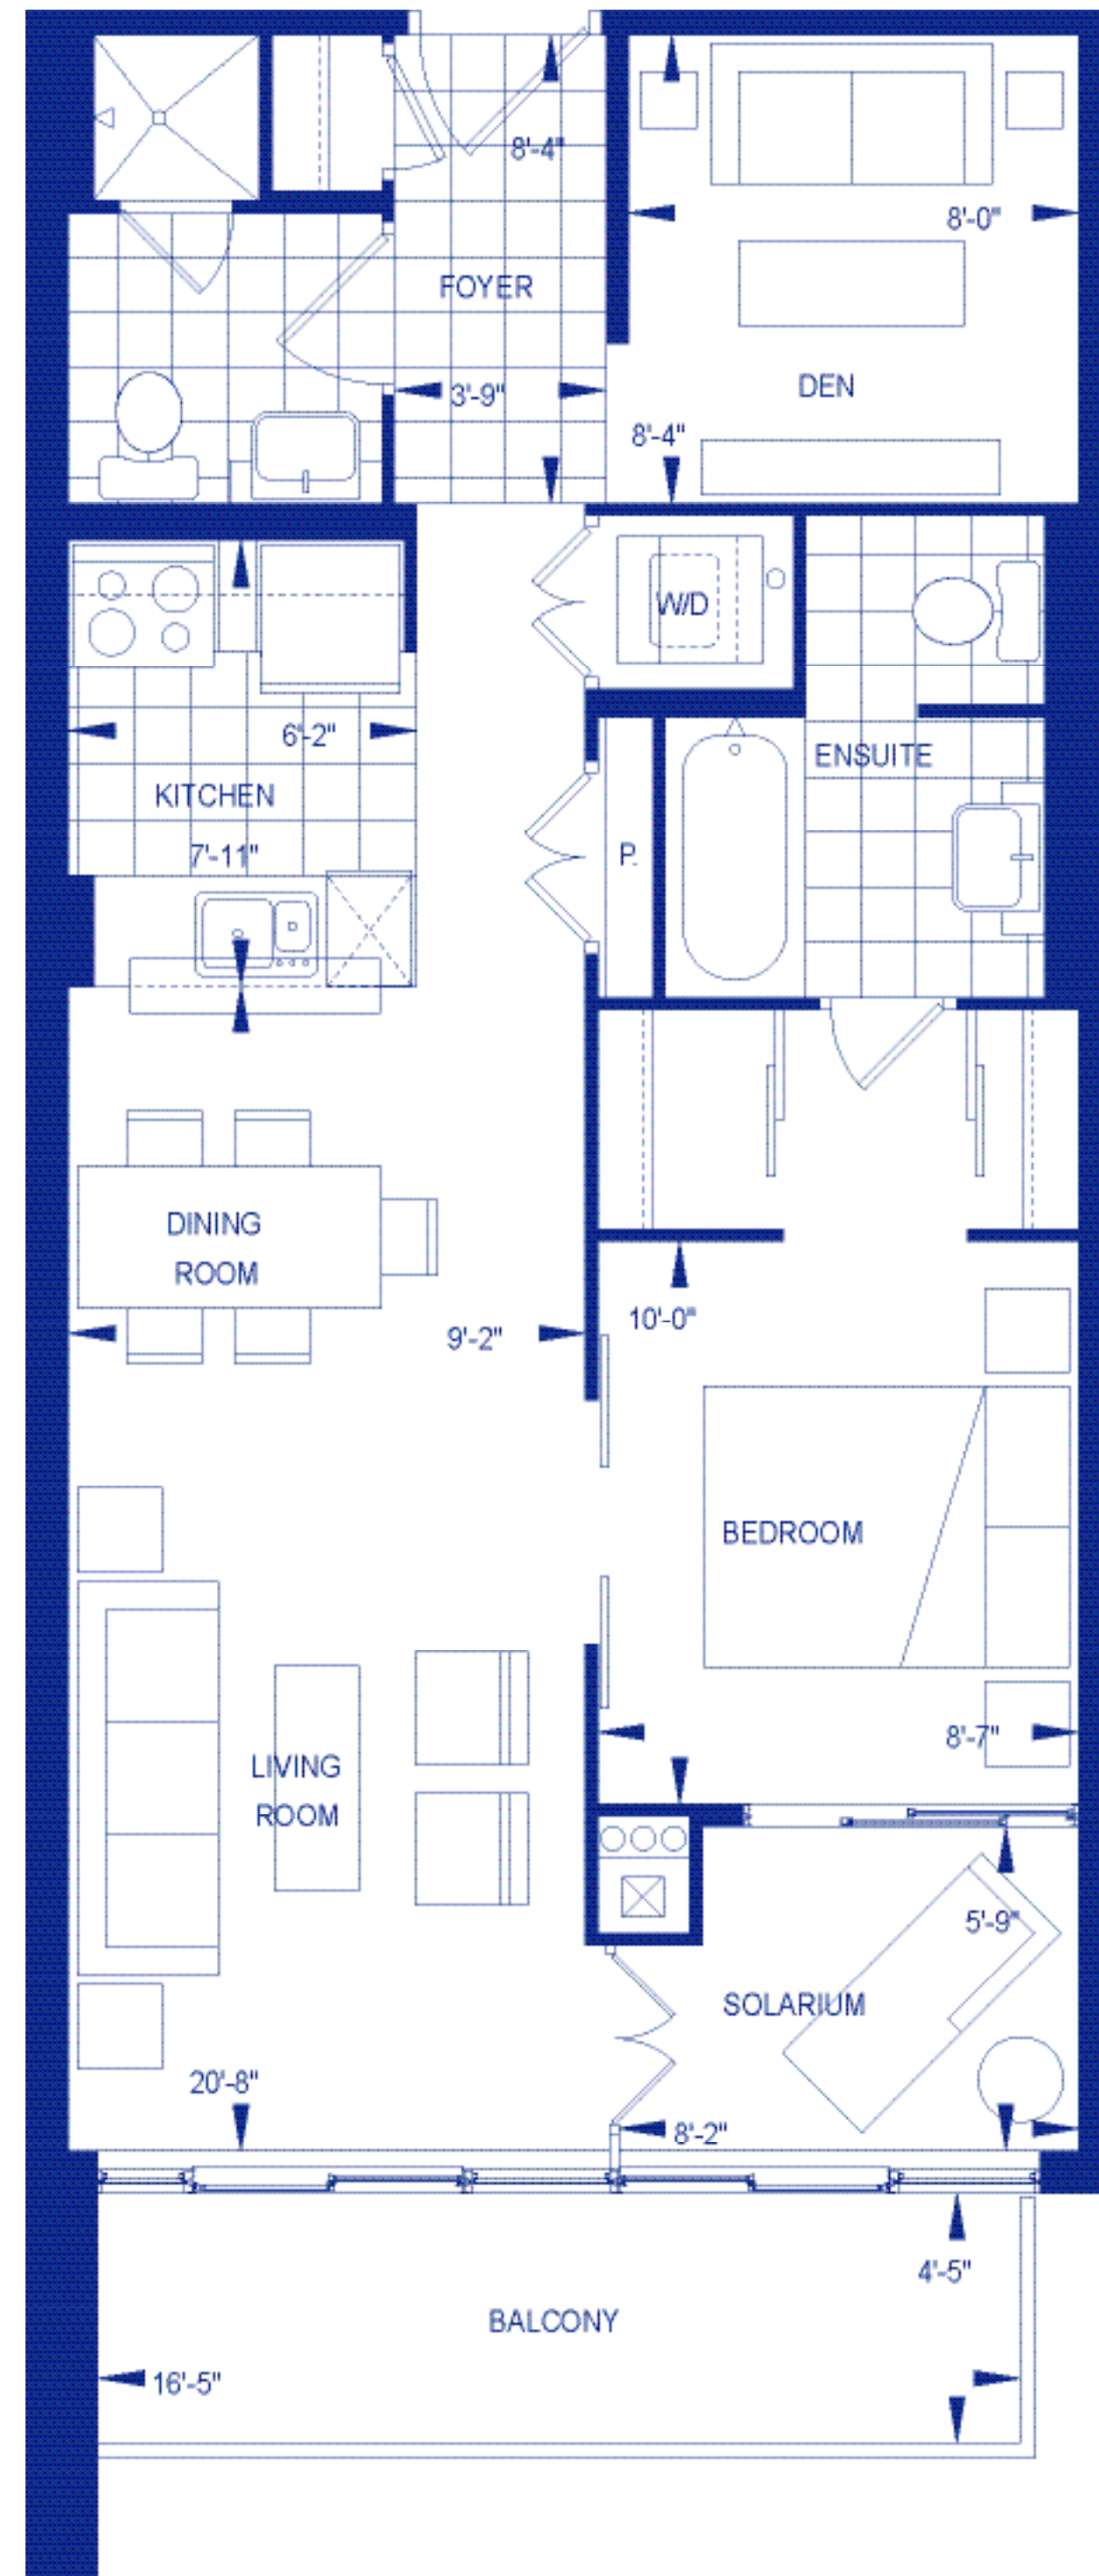 8'-4"
8'-0"
FOYER
DEN
3'-9"
8'-4"
W/D
6'-2"
ENSUITE
KITCHEN
7'-11"
P.
DINING
ROOM
10'-0"
9'-2"
BEDROOM
8'-7"
LIVING
ROOM
5'-9"
SOLARIUM
20'-8"
8'-2"
4'-5"
BALCONY
16'-5"